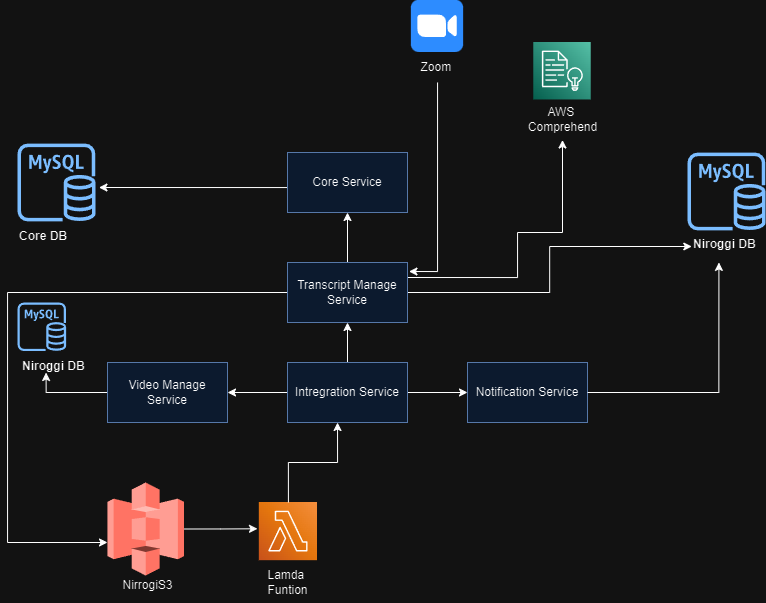 Zoom
AWS
Comprehend
MySQL
Core DB
Core Service
MySQL
Niroggi DB
Transcript Manage
Service
MySQL
Niroggi DB
Video Manage
Service
Intregration Service
Notification Service
NirrogiS3
Lamda
Funtion